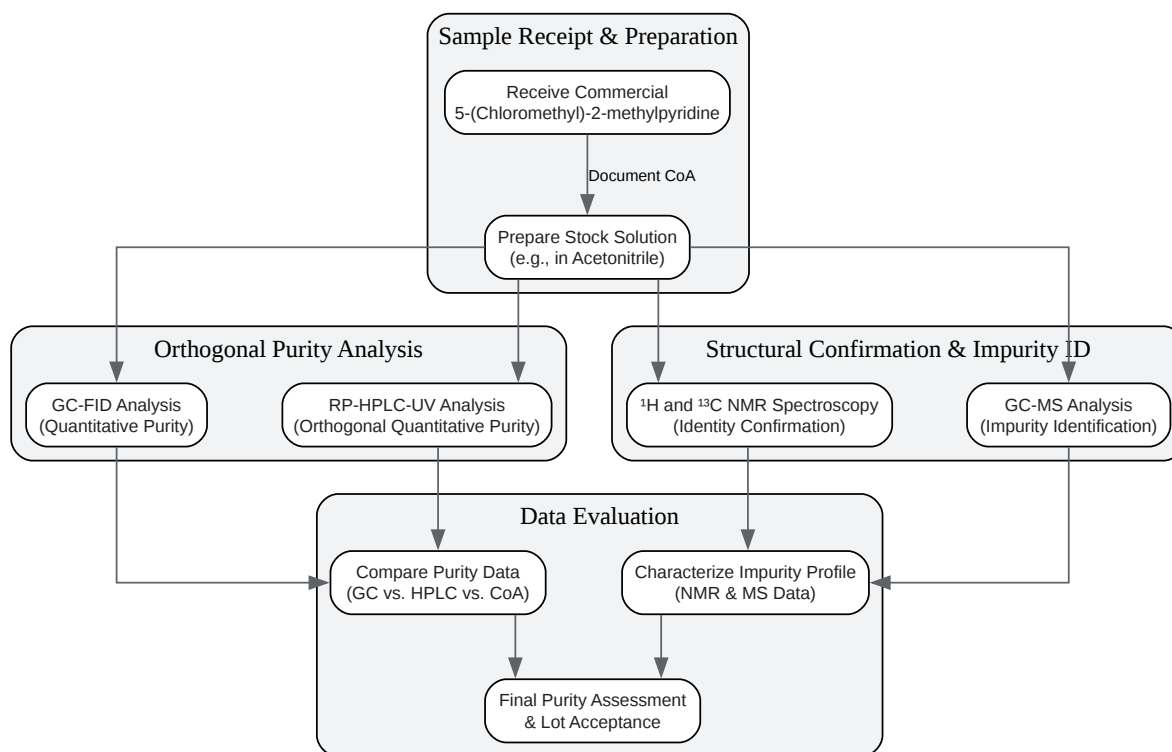 Sample Receipt & Preparation
Receive Commercial
5-(Chloromethyl)-2-methylpyridine
Document CoA
Prepare Stock Solution
(e.g., in Acetonitrile)
Orthogonal Purity Analysis
Structural Confirmation & Impurity ID
GC-FID Analysis
(Quantitative Purity)
RP-HPLC-UV Analysis
(Orthogonal Quantitative Purity)
¹H and ¹³C NMR Spectroscopy
(Identity Confirmation)
GC-MS Analysis
(Impurity Identification)
Data Evaluation
Compare Purity Data
(GC vs. HPLC vs. CoA)
Characterize Impurity Profile
(NMR & MS Data)
Final Purity Assessment
& Lot Acceptance